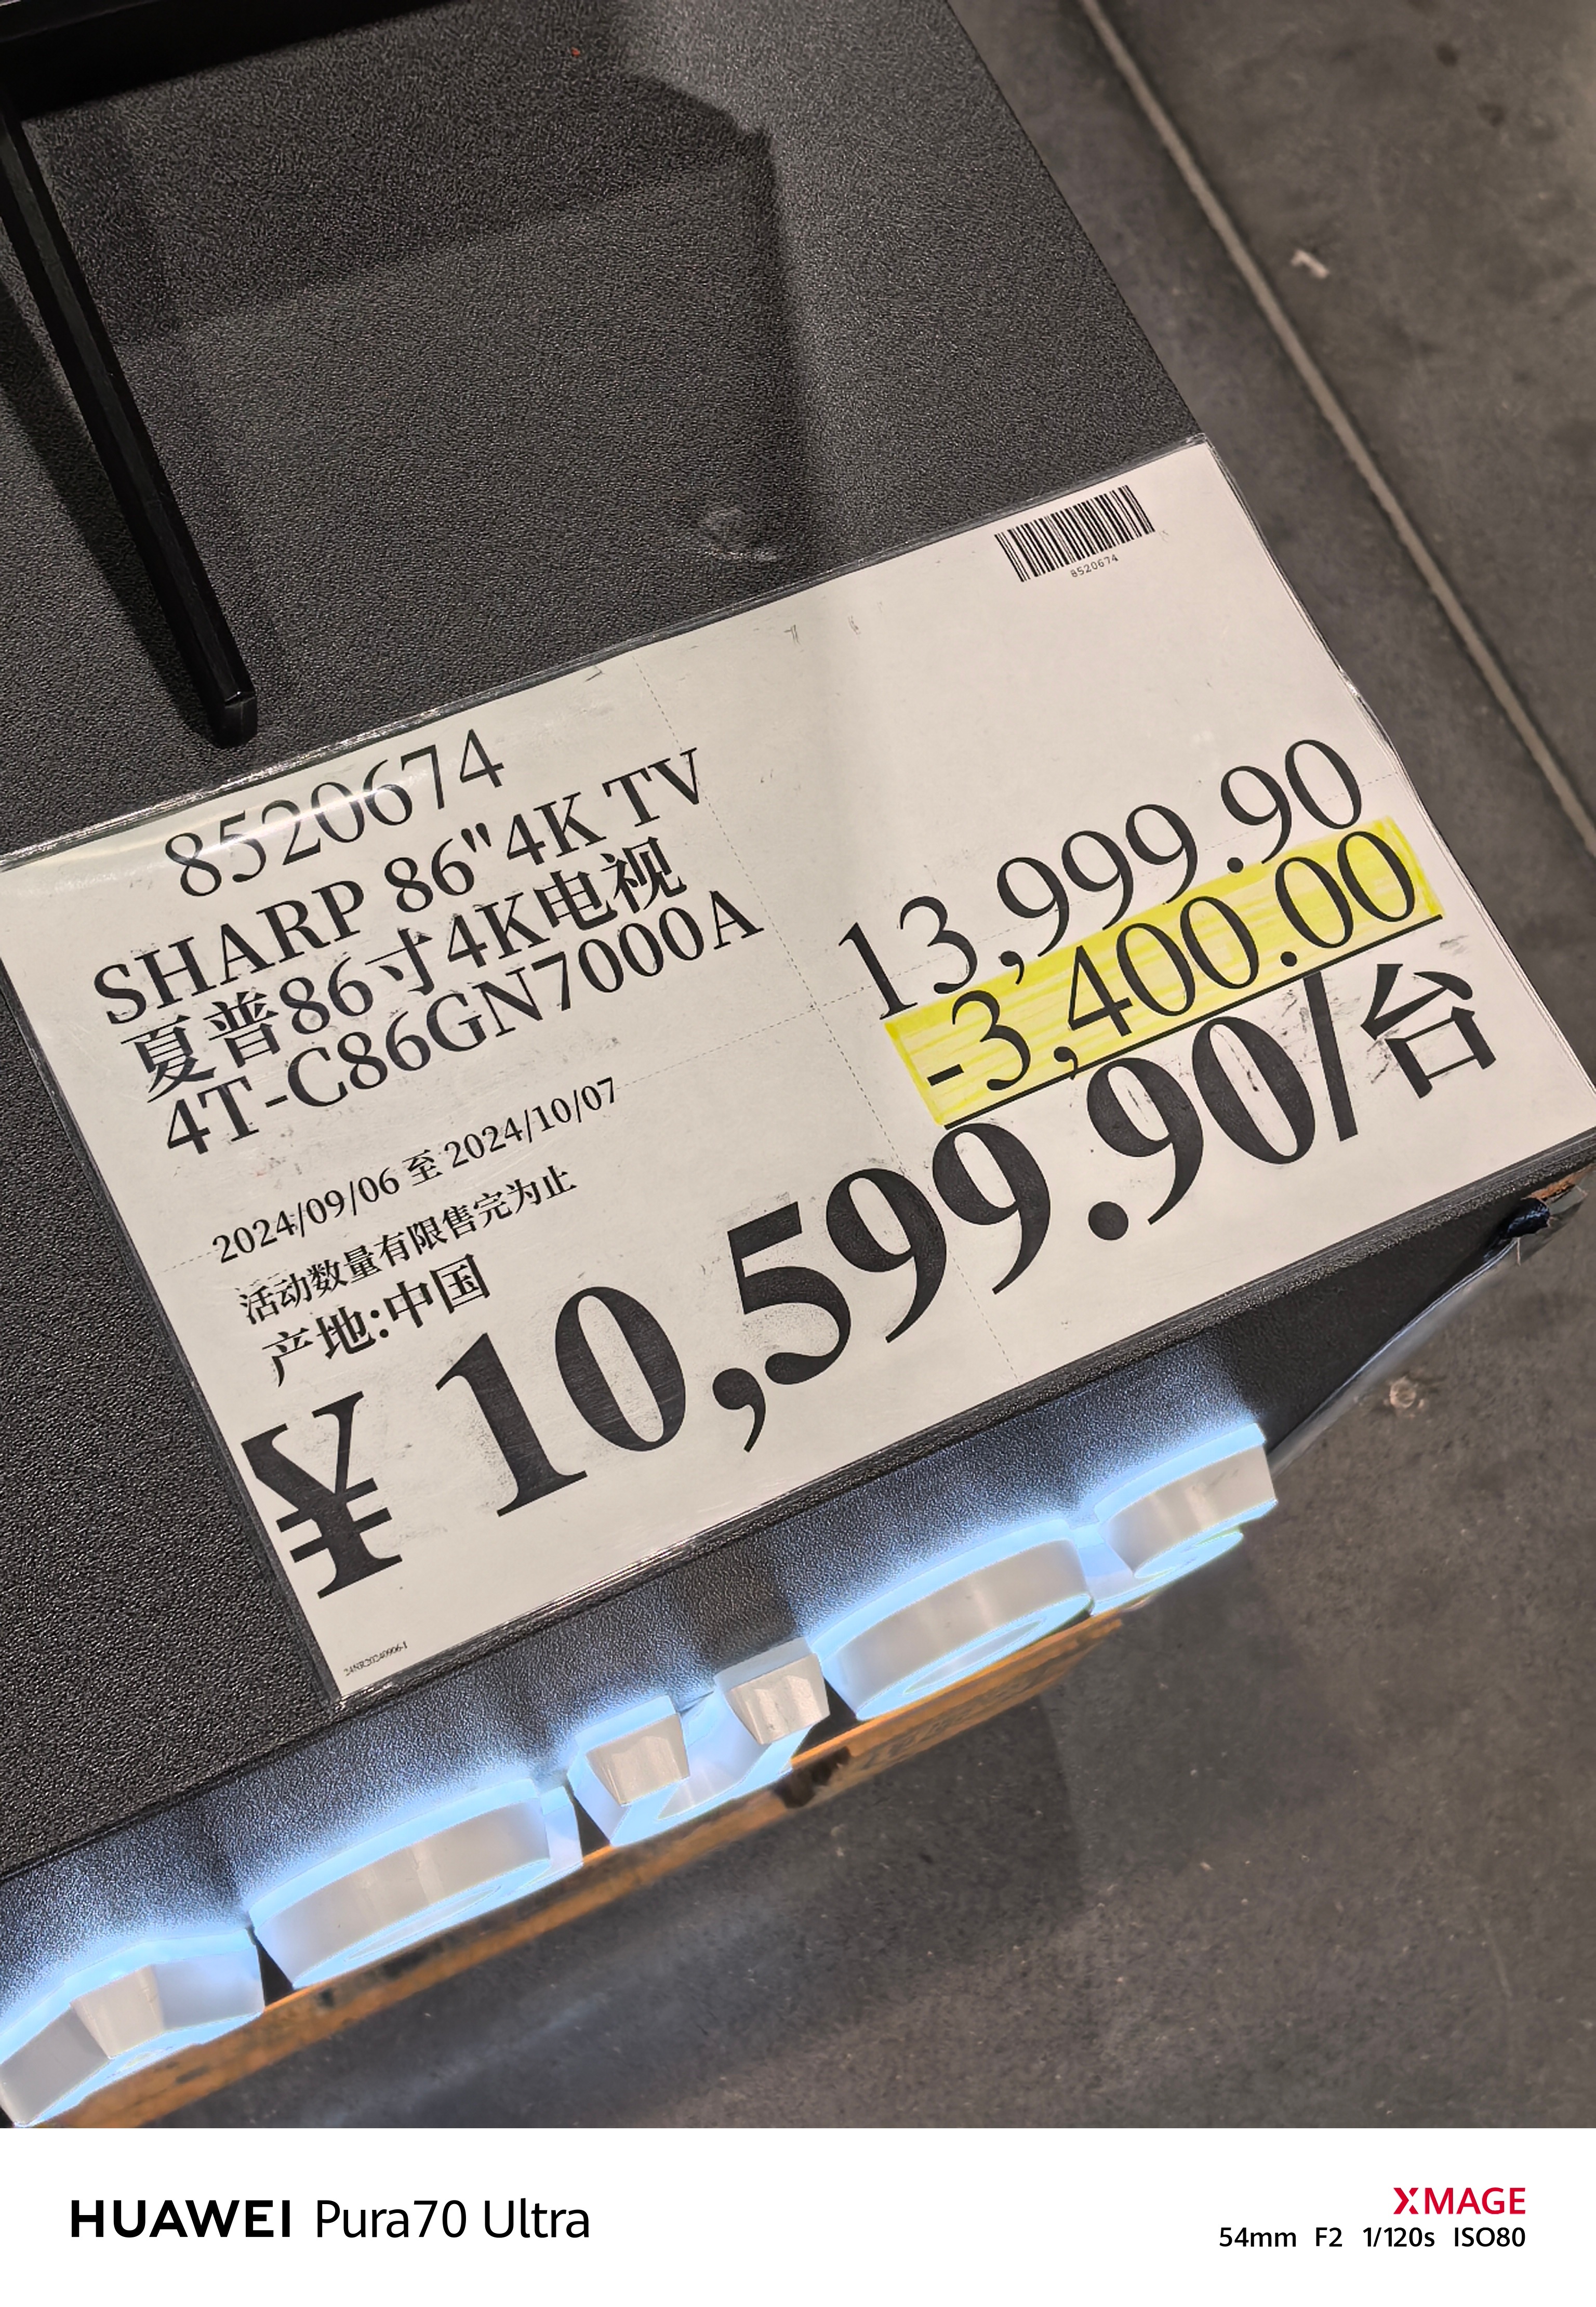 8520674
8520674
SHARP 86"4K TV
夏普86寸4K电视
4T-C86GN7000A
13,999.90
-3,400.00
2024/09/06 至 2024/10/07
活动数量有限售完为止
产地:中国
¥ 10,599.90/台
24NR20240906-1
HUAWEI Pura70 Ultra
XMAGE
54mm F2 1/120s ISO80